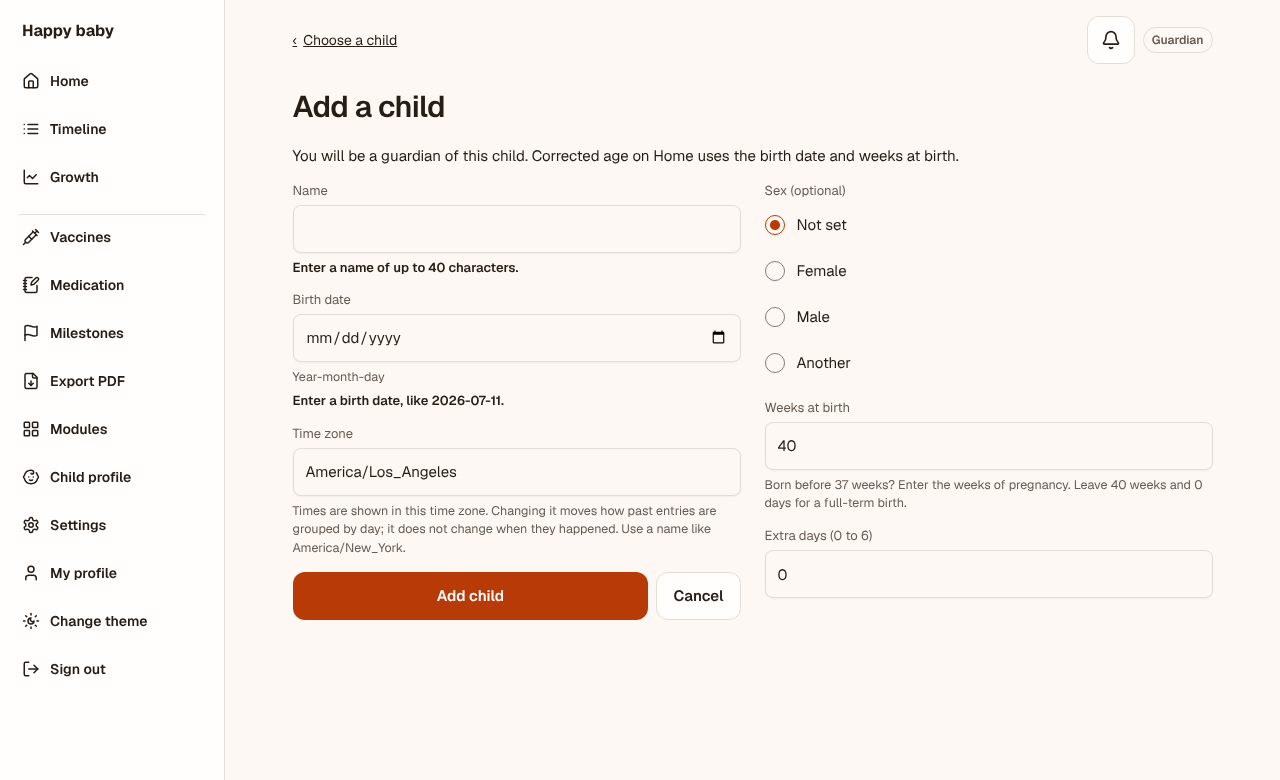 Happy baby
Home
Timeline
Growth
Vaccines
Medication
Milestones
Export PDF
Modules
Child profile
Settings
My profile
Change theme
Sign out
‹ Choose a child
Guardian
Add a child
You will be a guardian of this child. Corrected age on Home uses the birth date and weeks at birth.
Name
Enter a name of up to 40 characters.
Birth date
mm/dd/yyyy
Year-month-day
Enter a birth date, like 2026-07-11.
Time zone
America/Los_Angeles
Times are shown in this time zone. Changing it moves how past entries are
grouped by day; it does not change when they happened. Use a name like
America/New_York.
Add child
Cancel
Sex (optional)
Not set
Female
Male
Another
Weeks at birth
40
Born before 37 weeks? Enter the weeks of pregnancy. Leave 40 weeks and 0
days for a full-term birth.
Extra days (0 to 6)
0